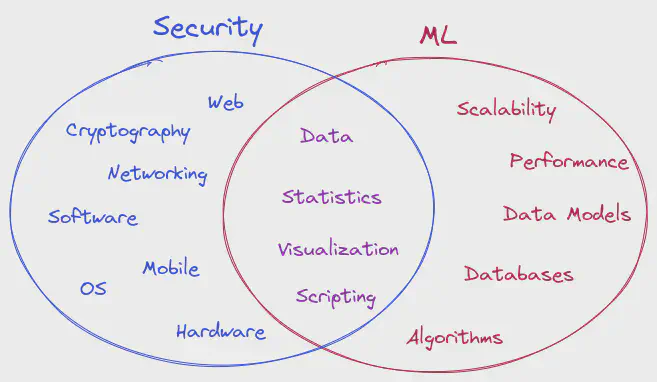 Security
ML
Web
Cryptography
Networking
Software
Mobile
OS
Hardware
Data
Statistics
Visualization
Scripting
Scalability
Performance
Data Models
Databases
Algorithms